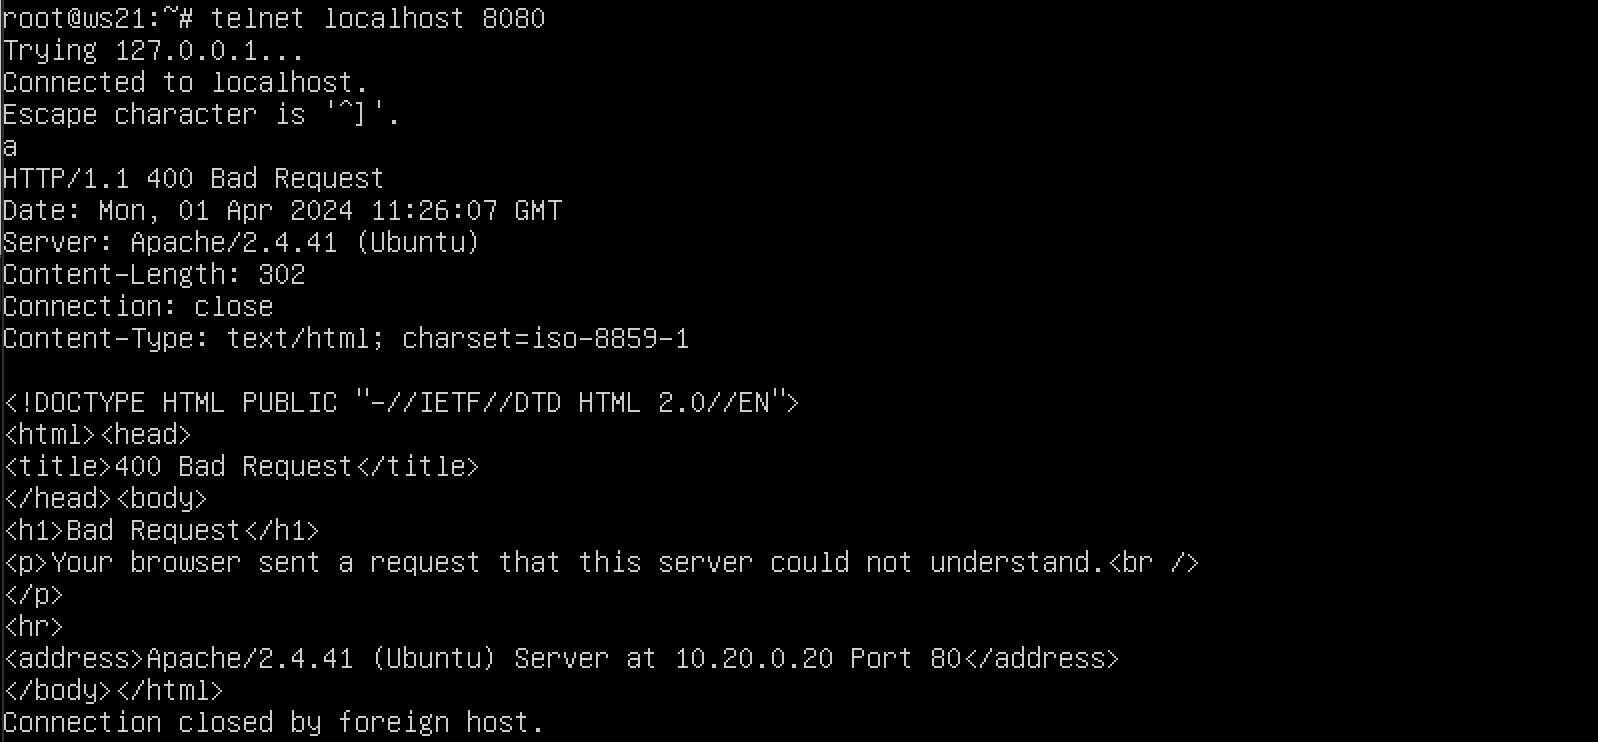 root@ws21:~# telnet localhost 8080
Trying 127.0.0.1...
Connected to localhost.
Escape character is '^]'.
a
HTTP/1.1 400 Bad Request
Date: Mon, 01 Apr 2024 11:26:07 GMT
Server: Apache/2.4.41 (Ubuntu)
Content-Length: 302
Connection: close
Content-Type: text/html; charset=iso-8859-1

<!DOCTYPE HTML PUBLIC "-//IETF//DTD HTML 2.0//EN">
<html><head>
<title>400 Bad Request</title>
</head><body>
<h1>Bad Request</h1>
<p>Your browser sent a request that this server could not understand.<br />
</p>
<hr>
<address>Apache/2.4.41 (Ubuntu) Server at 10.20.0.20 Port 80</address>
</body></html>
Connection closed by foreign host.